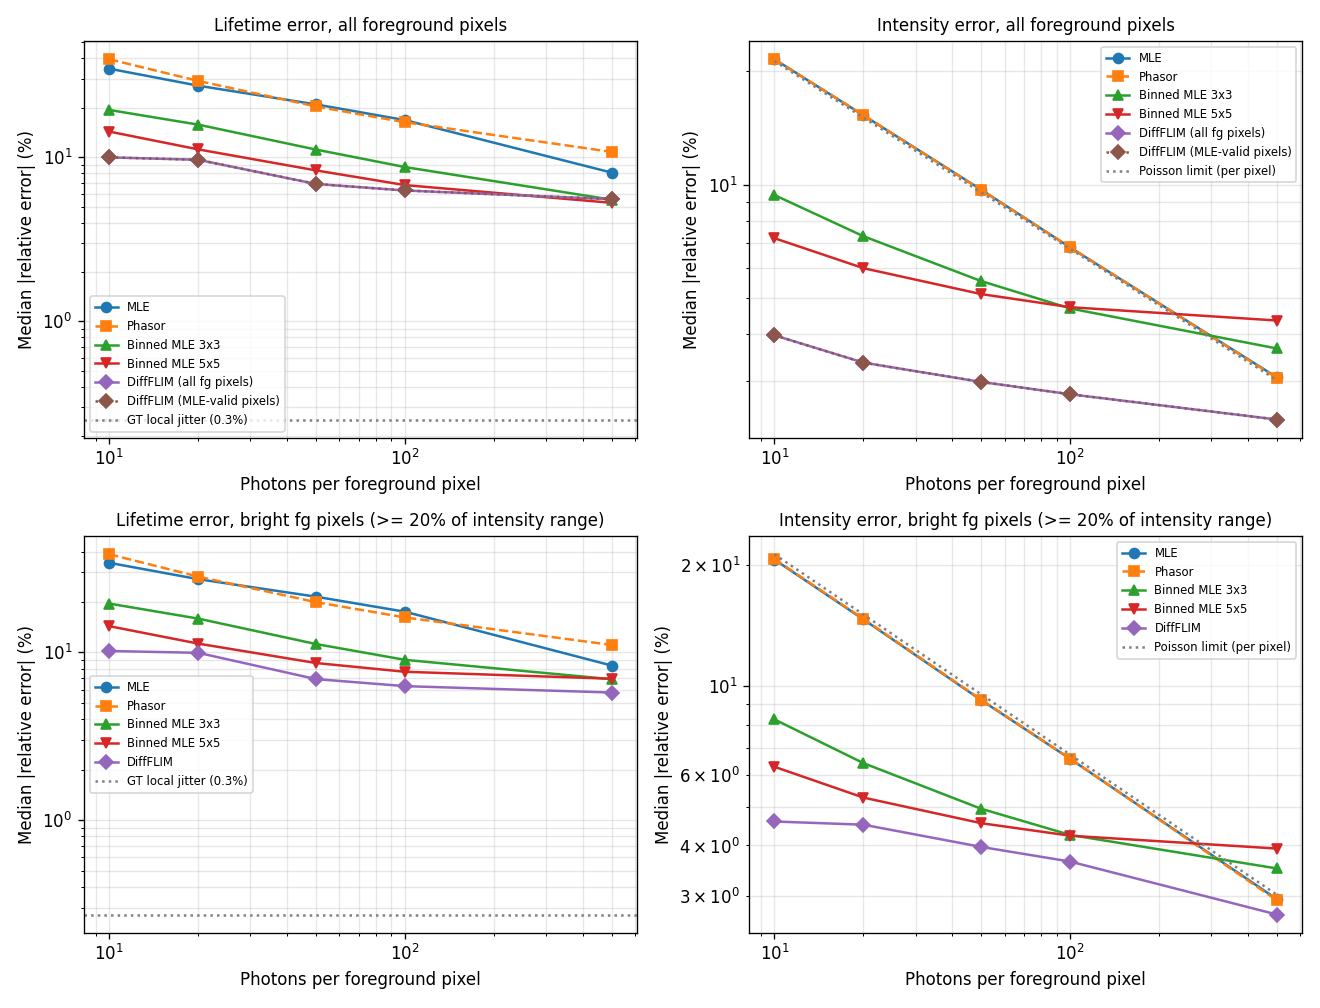 Lifetime error, all foreground pixels
Median |relative error| (%)
10¹
10⁰
MLE
Phasor
Binned MLE 3x3
Binned MLE 5x5
DiffFLIM (all fg pixels)
DiffFLIM (MLE-valid pixels)
GT local jitter (0.3%)
10¹
10²
Photons per foreground pixel
Intensity error, all foreground pixels
Median |relative error| (%)
10¹
MLE
Phasor
Binned MLE 3x3
Binned MLE 5x5
DiffFLIM (all fg pixels)
DiffFLIM (MLE-valid pixels)
Poisson limit (per pixel)
10¹
10²
Photons per foreground pixel
Lifetime error, bright fg pixels (>= 20% of intensity range)
Median |relative error| (%)
10¹
10⁰
MLE
Phasor
Binned MLE 3x3
Binned MLE 5x5
DiffFLIM
GT local jitter (0.3%)
10¹
10²
Photons per foreground pixel
Intensity error, bright fg pixels (>= 20% of intensity range)
Median |relative error| (%)
2 × 10¹
10¹
6 × 10⁰
4 × 10⁰
3 × 10⁰
MLE
Phasor
Binned MLE 3x3
Binned MLE 5x5
DiffFLIM
Poisson limit (per pixel)
10¹
10²
Photons per foreground pixel